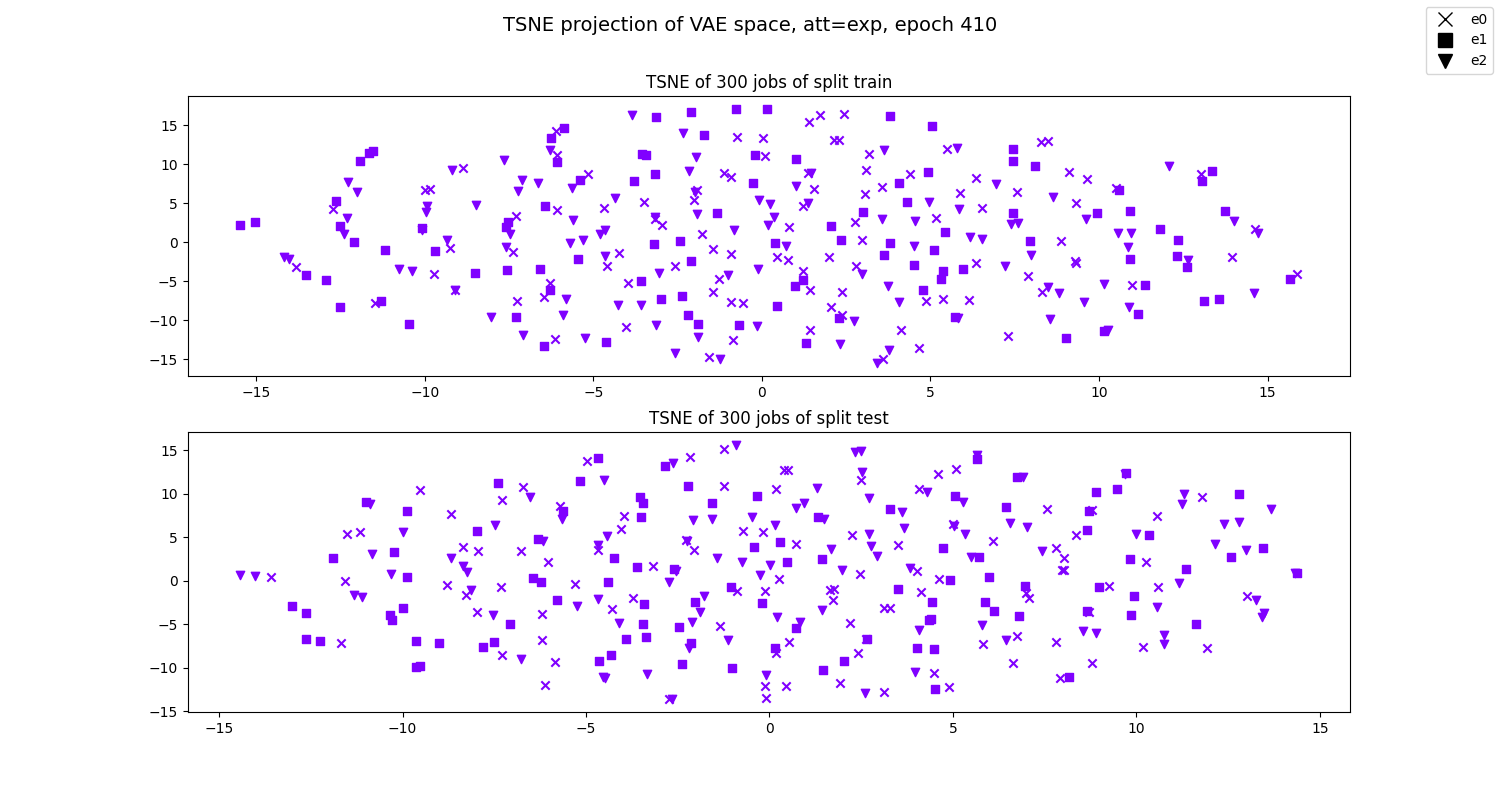 TSNE projection of VAE space, att=exp, epoch 410
e0
e1
e2
TSNE of 300 jobs of split train
15
10
5
0
−5
−10
−15
−15 −10 −5 0 5 10 15
TSNE of 300 jobs of split test
15
10
5
0
−5
−10
−15
−15 −10 −5 0 5 10 15